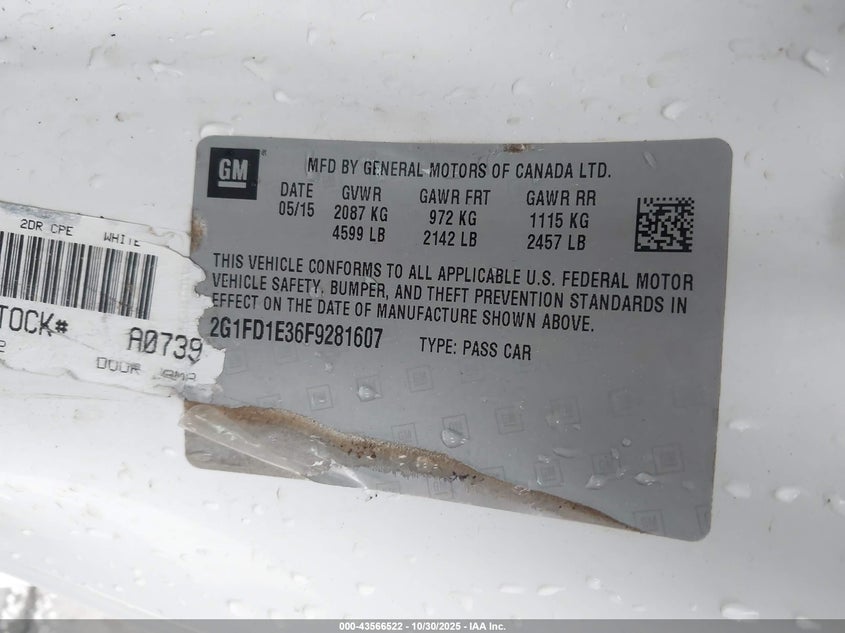 GM
MFD BY GENERAL MOTORS OF CANADA LTD.
DATE GVWR GAWR FRT GAWR RR
05/15 2087 KG 972 KG 1115 KG
4599 LB 2142 LB 2457 LB
THIS VEHICLE CONFORMS TO ALL APPLICABLE U.S. FEDERAL MOTOR
VEHICLE SAFETY, BUMPER, AND THEFT PREVENTION STANDARDS IN
EFFECT ON THE DATE OF MANUFACTURE SHOWN ABOVE.
2G1FD1E36F9281607 TYPE: PASS CAR
2DR CPE WHITE
TOCK# A0739
2
DOOR JAMB
000-43566522 - 10/30/2025 - IAA Inc.